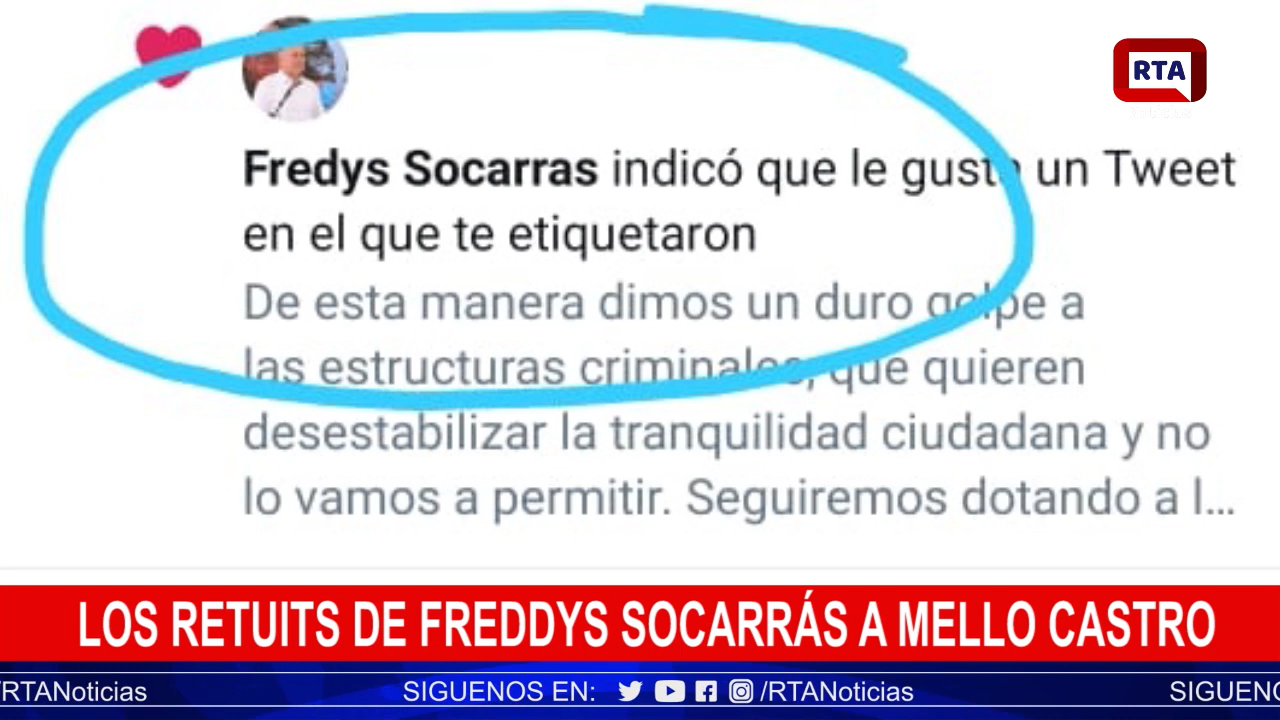 RTA
Fredys Socarras indicó que le gustó un Tweet
en el que te etiquetaron
De esta manera dimos un duro golpe a
las estructuras criminales, que quieren
desestabilizar la tranquilidad ciudadana y no
lo vamos a permitir. Seguiremos dotando a l...
LOS RETUITS DE FREDDYS SOCARRÁS A MELLO CASTRO
/RTANoticias SIGUENOS EN: /RTANoticias SIGUENO